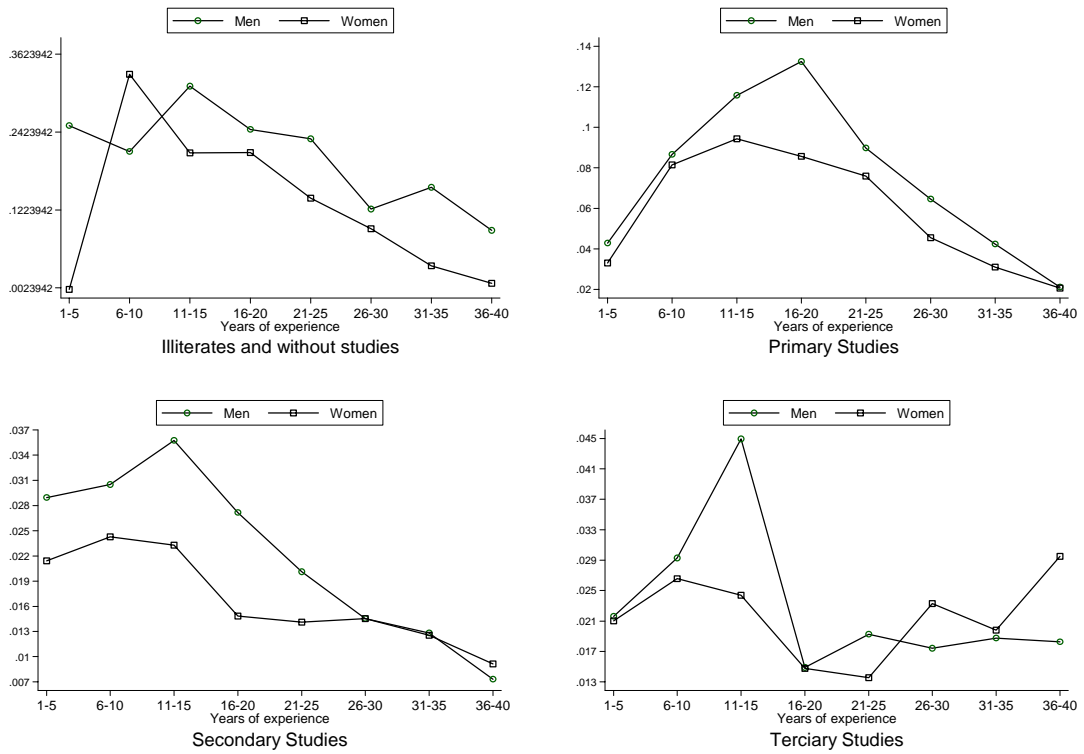 Men Women
.3623942
.2423942
.1223942
.0023942
1-5 6-10 11-15 16-20 21-25 26-30 31-35 36-40
Years of experience
Illiterates and without studies
Men Women
.14
.12
.1
.08
.06
.04
.02
1-5 6-10 11-15 16-20 21-25 26-30 31-35 36-40
Years of experience
Primary Studies
Men Women
.037
.034
.031
.028
.025
.022
.019
.016
.013
.01
.007
1-5 6-10 11-15 16-20 21-25 26-30 31-35 36-40
Years of experience
Secondary Studies
Men Women
.045
.041
.037
.033
.029
.025
.021
.017
.013
1-5 6-10 11-15 16-20 21-25 26-30 31-35 36-40
Years of experience
Terciary Studies